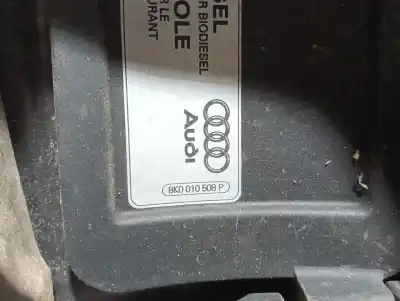 SEL
R BIODIESEL
OLE
R LE
URANT
Audi
8K0 010 508 P